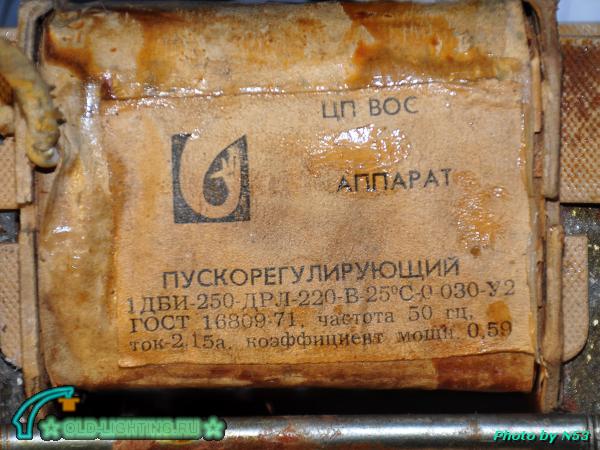 ЦП ВОС
АППАРАТ
ПУСКОРЕГУЛИРУЮЩИЙ
1ДБИ-250-ДРЛ-220-В-25°С-0 030-У2
ГОСТ 16809-71, частота 50 гц,
ток-2,15а, коэффициент мощн. 0,59
OLD-LIGHTING.RU
Photo by N53